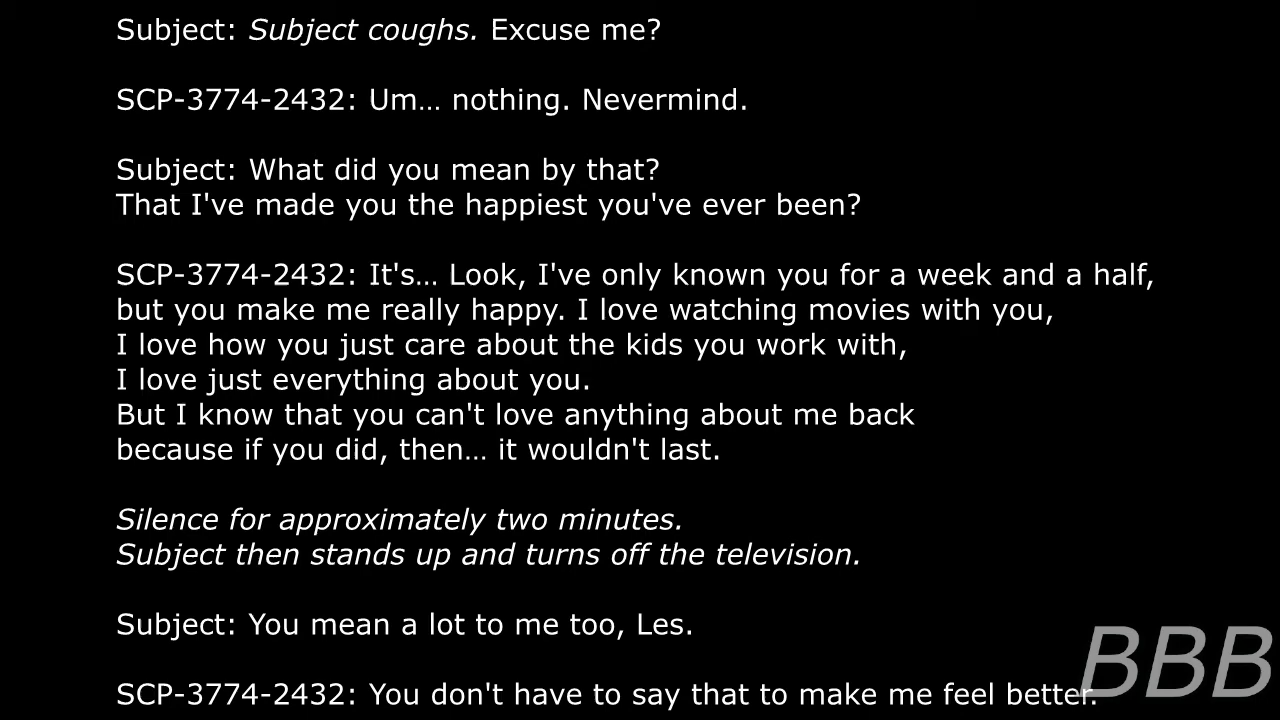 Subject: Subject coughs. Excuse me?
SCP-3774-2432: Um… nothing. Nevermind.
Subject: What did you mean by that?
That I've made you the happiest you've ever been?
SCP-3774-2432: It's… Look, I've only known you for a week and a half,
but you make me really happy. I love watching movies with you,
I love how you just care about the kids you work with,
I love just everything about you.
But I know that you can't love anything about me back
because if you did, then… it wouldn't last.
Silence for approximately two minutes.
Subject then stands up and turns off the television.
Subject: You mean a lot to me too, Les.
SCP-3774-2432: You don't have to say that to make me feel better.
BBB